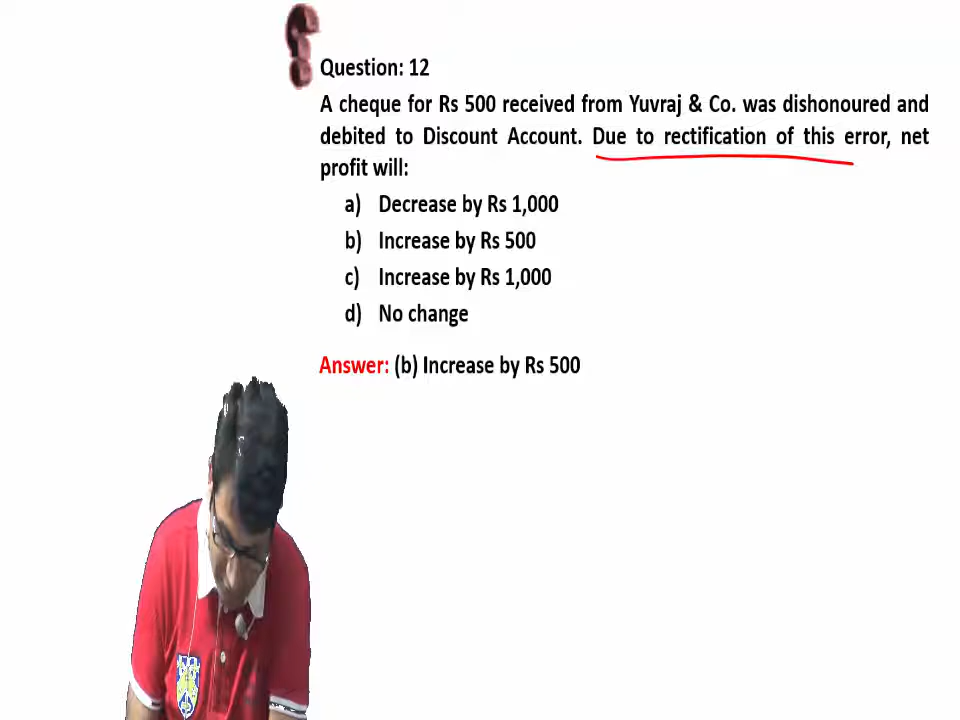 Question: 12
A cheque for Rs 500 received from Yuvraj & Co. was dishonoured and
debited to Discount Account. Due to rectification of this error, net
profit will:
a) Decrease by Rs 1,000
b) Increase by Rs 500
c) Increase by Rs 1,000
d) No change
Answer: (b) Increase by Rs 500